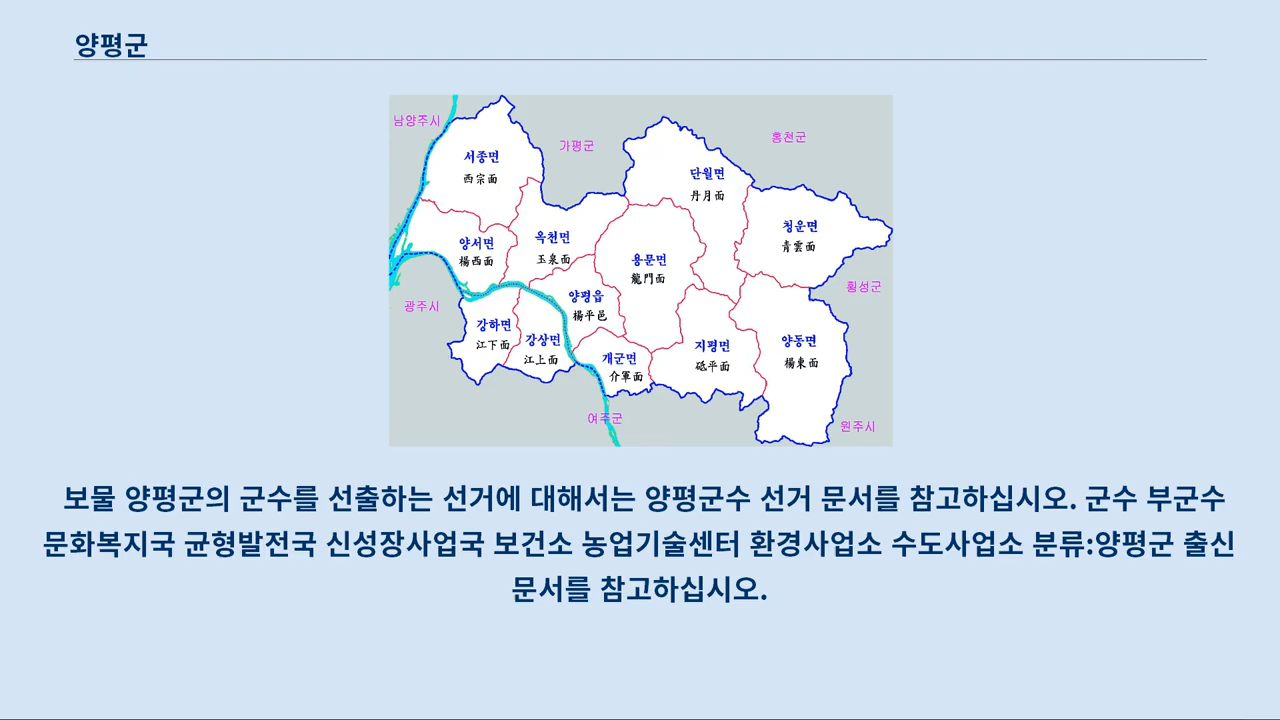 양평군
남양주시
가평군
홍천군
서종면
西宗面
단월면
丹月面
청운면
青雲面
양서면
楊西面
옥천면
玉泉面
용문면
龍門面
횡성군
광주시
양평읍
楊平邑
강하면
江下面
강상면
江上面
개군면
介軍面
지평면
砥平面
양동면
楊東面
여주군
원주시
보물 양평군의 군수를 선출하는 선거에 대해서는 양평군수 선거 문서를 참고하십시오. 군수 부군수
문화복지국 균형발전국 신성장사업국 보건소 농업기술센터 환경사업소 수도사업소 분류:양평군 출신
문서를 참고하십시오.